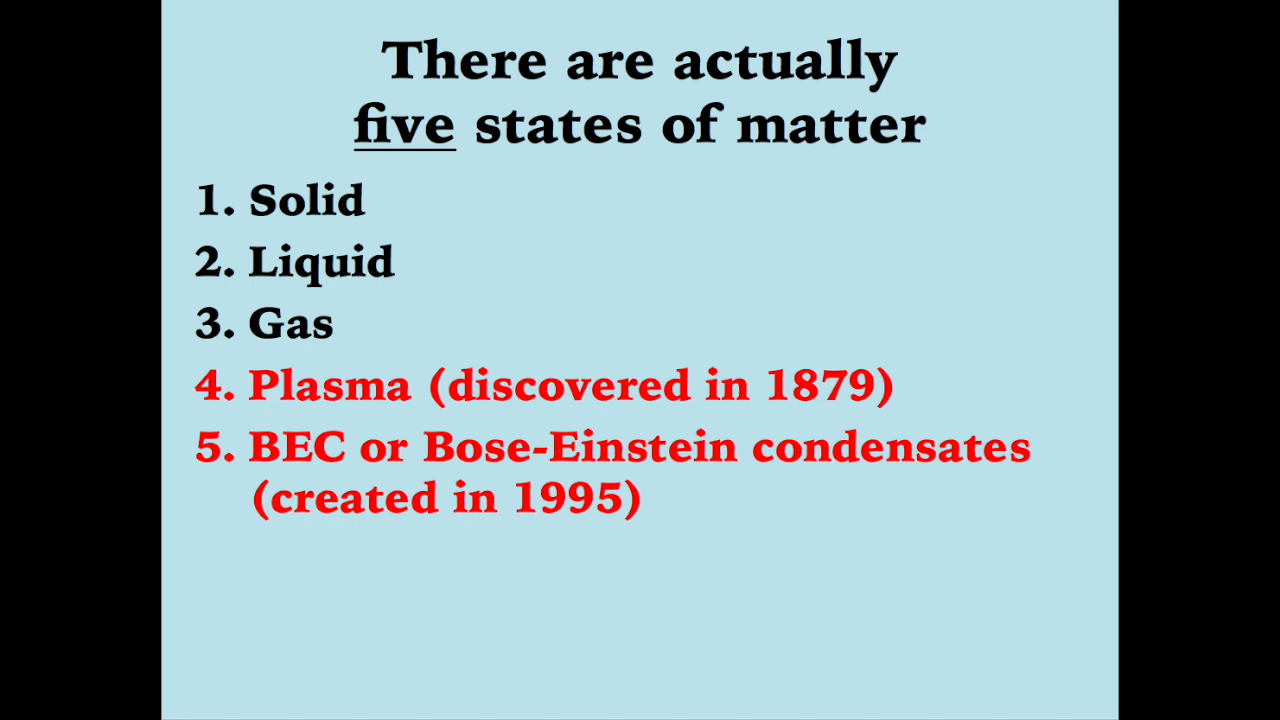 There are actually
five states of matter
1. Solid
2. Liquid
3. Gas
4. Plasma (discovered in 1879)
5. BEC or Bose-Einstein condensates
(created in 1995)